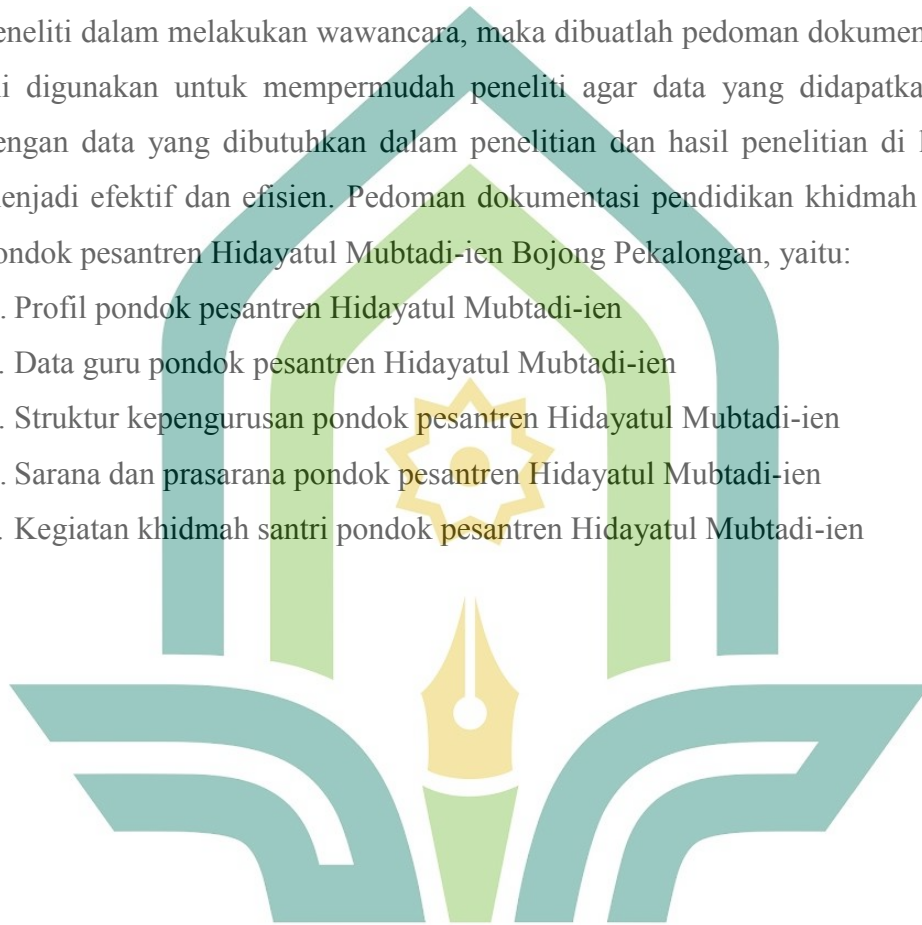 eneliti dalam melakukan wawancara, maka dibuatlah pedoman dokumen
i digunakan untuk mempermudah peneliti agar data yang didapatka
engan data yang dibutuhkan dalam penelitian dan hasil penelitian di l
enjadi efektif dan efisien. Pedoman dokumentasi pendidikan khidmah
ondok pesantren Hidayatul Mubtadi-ien Bojong Pekalongan, yaitu:
. Profil pondok pesantren Hidayatul Mubtadi-ien
. Data guru pondok pesantren Hidayatul Mubtadi-ien
. Struktur kepengurusan pondok pesantren Hidayatul Mubtadi-ien
. Sarana dan prasarana pondok pesantren Hidayatul Mubtadi-ien
. Kegiatan khidmah santri pondok pesantren Hidayatul Mubtadi-ien